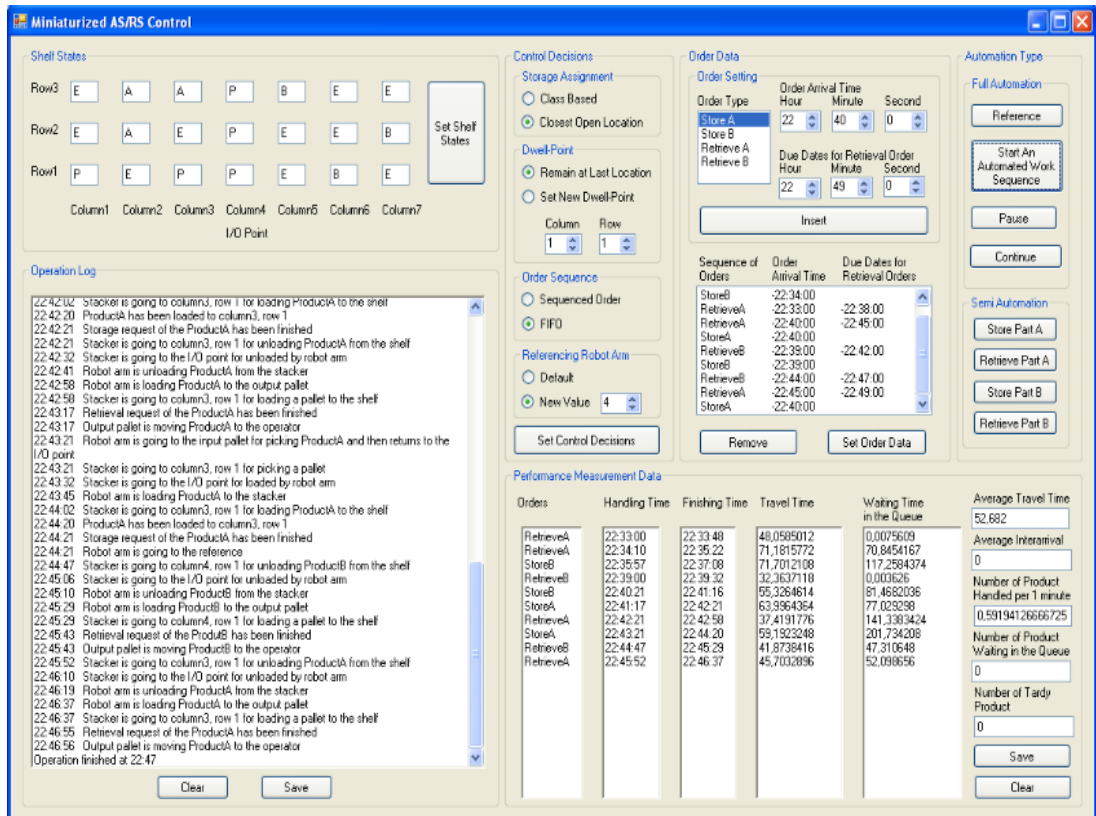 Miniaturized AS/RS Control
Shelf States
Row3 E A A P B E E
Row2 E A E P E E B
Row1 P E P P E B E
Set Shelf
States
Column1 Column2 Column3 Column4 Column5 Column6 Column7
I/O Point
Operation Log
22:42:02 Stacker is going to column3, row 1 for loading ProductA to the shelf
22:42:20 ProductA has been loaded to column3, row 1
22:42:21 Storage request of the ProductA has been finished
22:42:21 Stacker is going to column3, row 1 for unloading ProductA from the shelf
22:42:32 Stacker is going to the I/O point for unloaded by robot arm
22:42:41 Robot arm is unloading ProductA from the stacker
22:42:58 Robot arm is loading ProductA to the output pallet
22:42:58 Stacker is going to column3, row 1 for loading a pallet to the shelf
22:43:17 Retrieval request of the ProductA has been finished
22:43:17 Output pallet is moving ProductA to the operator
22:43:21 Robot arm is going to the input pallet for picking ProductA and then returns to the
I/O point
22:43:21 Stacker is going to column3, row 1 for picking a pallet
22:43:32 Stacker is going to the I/O point for loaded by robot arm
22:43:45 Robot arm is loading ProductA to the stacker
22:44:02 Stacker is going to column3, row 1 for loading ProductA to the shelf
22:44:20 ProductA has been loaded to column3, row 1
22:44:21 Storage request of the ProductA has been finished
22:44:21 Robot arm is going to the reference
22:44:47 Stacker is going to column4, row 1 for unloading ProductB from the shelf
22:45:06 Stacker is going to the I/O point for unloaded by robot arm
22:45:10 Robot arm is unloading ProductB from the stacker
22:45:29 Robot arm is loading ProductB to the output pallet
22:45:29 Stacker is going to column4, row 1 for loading a pallet to the shelf
22:45:43 Retrieval request of the ProdutB has been finished
22:45:43 Output pallet is moving ProductB to the operator
22:45:52 Stacker is going to column3, row 1 for unloading ProductA from the shelf
22:46:10 Stacker is going to the I/O point for unloaded by robot arm
22:46:19 Robot arm is unloading ProductA from the stacker
22:46:37 Robot arm is loading ProductA to the output pallet
22:46:37 Stacker is going to column3, row 1 for loading a pallet to the shelf
22:46:55 Retrieval request of the ProductA has been finished
22:46:56 Output pallet is moving ProductA to the operator
Operation finished at 22:47
Clear Save
Control Decisions
Storage Assignment
Class Based
Closest Open Location
Dwell-Point
Remain at Last Location
Set New Dwell-Point
Column Row
1 1
Order Sequence
Sequenced Order
FIFO
Referencing Robot Arm
Default
New Value 4
Set Control Decisions
Order Data
Order Setting
Order Type
Store A
Store B
Retrieve A
Retrieve B
Order Arrival Time
Hour Minute Second
22 40 0
Due Dates for Retrieval Order
Hour Minute Second
22 49 0
Insert
Sequence of Order Due Dates for
Orders Arrival Time Retrieval Orders
StoreB -22:34:00
RetrieveA -22:33:00 -22:38:00
RetrieveA -22:40:00 -22:45:00
StoreA -22:40:00
RetrieveB -22:39:00 -22:42:00
StoreB -22:39:00
RetrieveB -22:44:00 -22:47:00
RetrieveA -22:45:00 -22:49:00
StoreA -22:40:00
Remove Set Order Data
Automation Type
Full Automation
Reference
Start An
Automated Work
Sequence
Pause
Continue
Semi Automation
Store Part A
Retrieve Part A
Store Part B
Retrieve Part B
Performance Measurement Data
Orders Handling Time Finishing Time Travel Time Waiting Time
in the Queue
RetrieveA 22:33:00 22:33:48 48,0585012 0,0075609
RetrieveA 22:34:10 22:35:22 71,1815772 70,8454167
StoreB 22:35:57 22:37:08 71,7012108 117,2584374
RetrieveB 22:39:00 22:39:32 32,3637118 0,003626
StoreB 22:40:21 22:41:16 55,3264614 81,4682036
StoreA 22:41:17 22:42:21 63,9964364 77,029298
RetrieveA 22:42:21 22:42:58 37,4191776 141,3383424
StoreA 22:43:21 22:44:20 59,1923248 201,734208
RetrieveB 22:44:47 22:45:29 41,8738416 47,310648
RetrieveA 22:45:52 22:46:37 45,7032896 52,098656
Average Travel Time
52,682
Average Interarrival
0
Number of Product
Handled per 1 minute
0,59194126666725
Number of Product
Waiting in the Queue
0
Number of Tardy
Product
0
Save
Clear